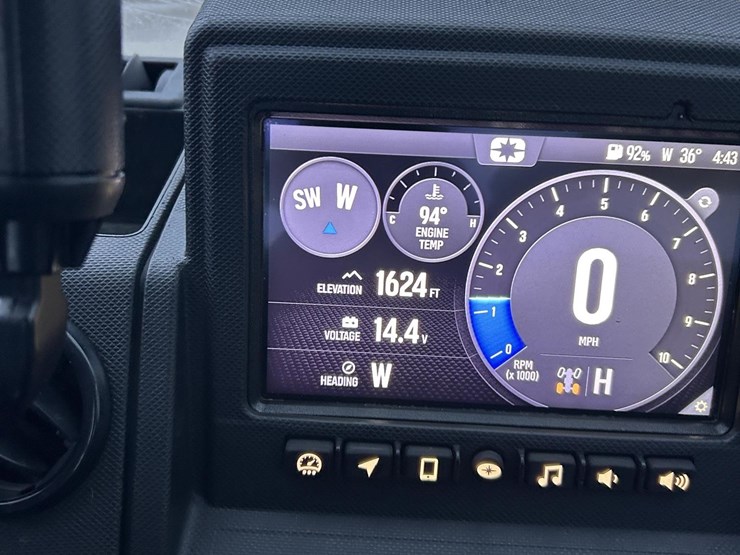 92% W 36° 4:43
SW W
C 94° H
ENGINE
TEMP
ELEVATION 1624 FT
VOLTAGE 14.4 V
HEADING W
0 1 2 3 4 5 6 7 8 9 10
0
MPH
RPM
(x 1000)
H